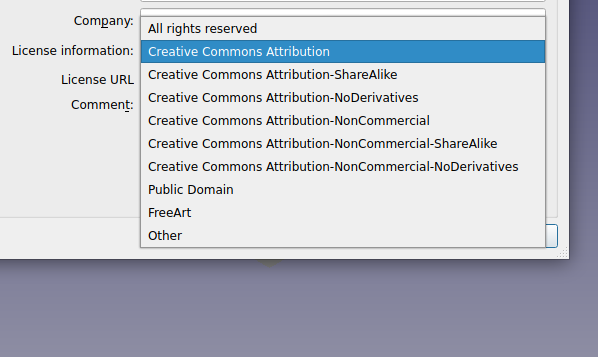 Company:
License information:
License URL
Comment:
All rights reserved
Creative Commons Attribution
Creative Commons Attribution-ShareAlike
Creative Commons Attribution-NoDerivatives
Creative Commons Attribution-NonCommercial
Creative Commons Attribution-NonCommercial-ShareAlike
Creative Commons Attribution-NonCommercial-NoDerivatives
Public Domain
FreeArt
Other